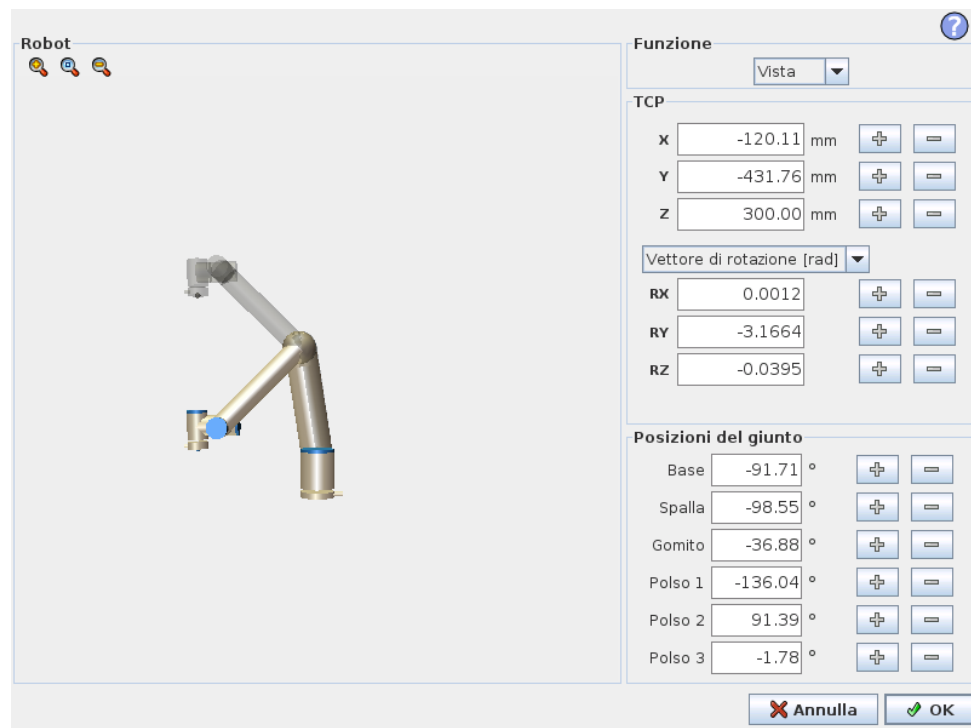 Robot
Funzione
Vista
TCP
X -120.11 mm
Y -431.76 mm
Z 300.00 mm
Vettore di rotazione [rad]
RX 0.0012
RY -3.1664
RZ -0.0395
Posizioni del giunto
Base -91.71 °
Spalla -98.55 °
Gomito -36.88 °
Polso 1 -136.04 °
Polso 2 91.39 °
Polso 3 -1.78 °
Annulla OK